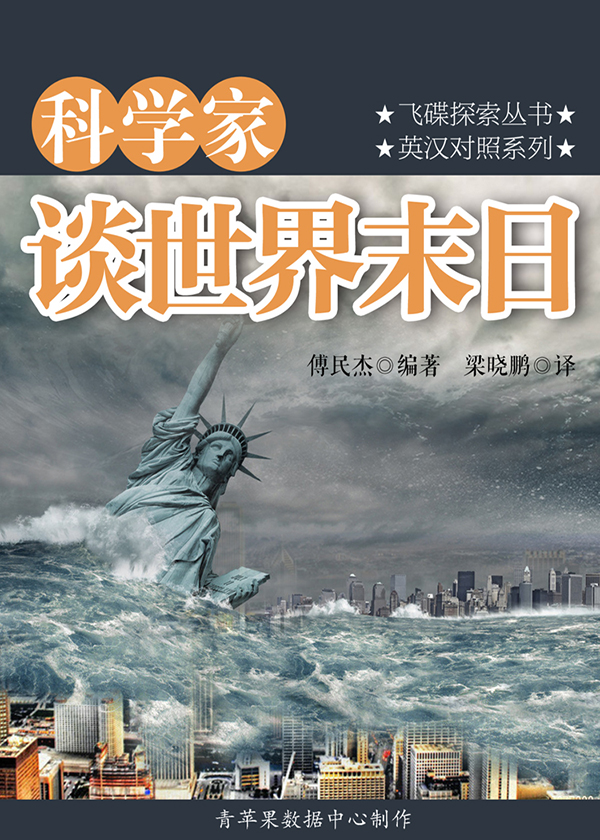 科学家
★飞碟探索丛书★
★英汉对照系列★
谈世界末日
傅民杰◎编著 梁晓鹏◎译
青苹果数据中心制作